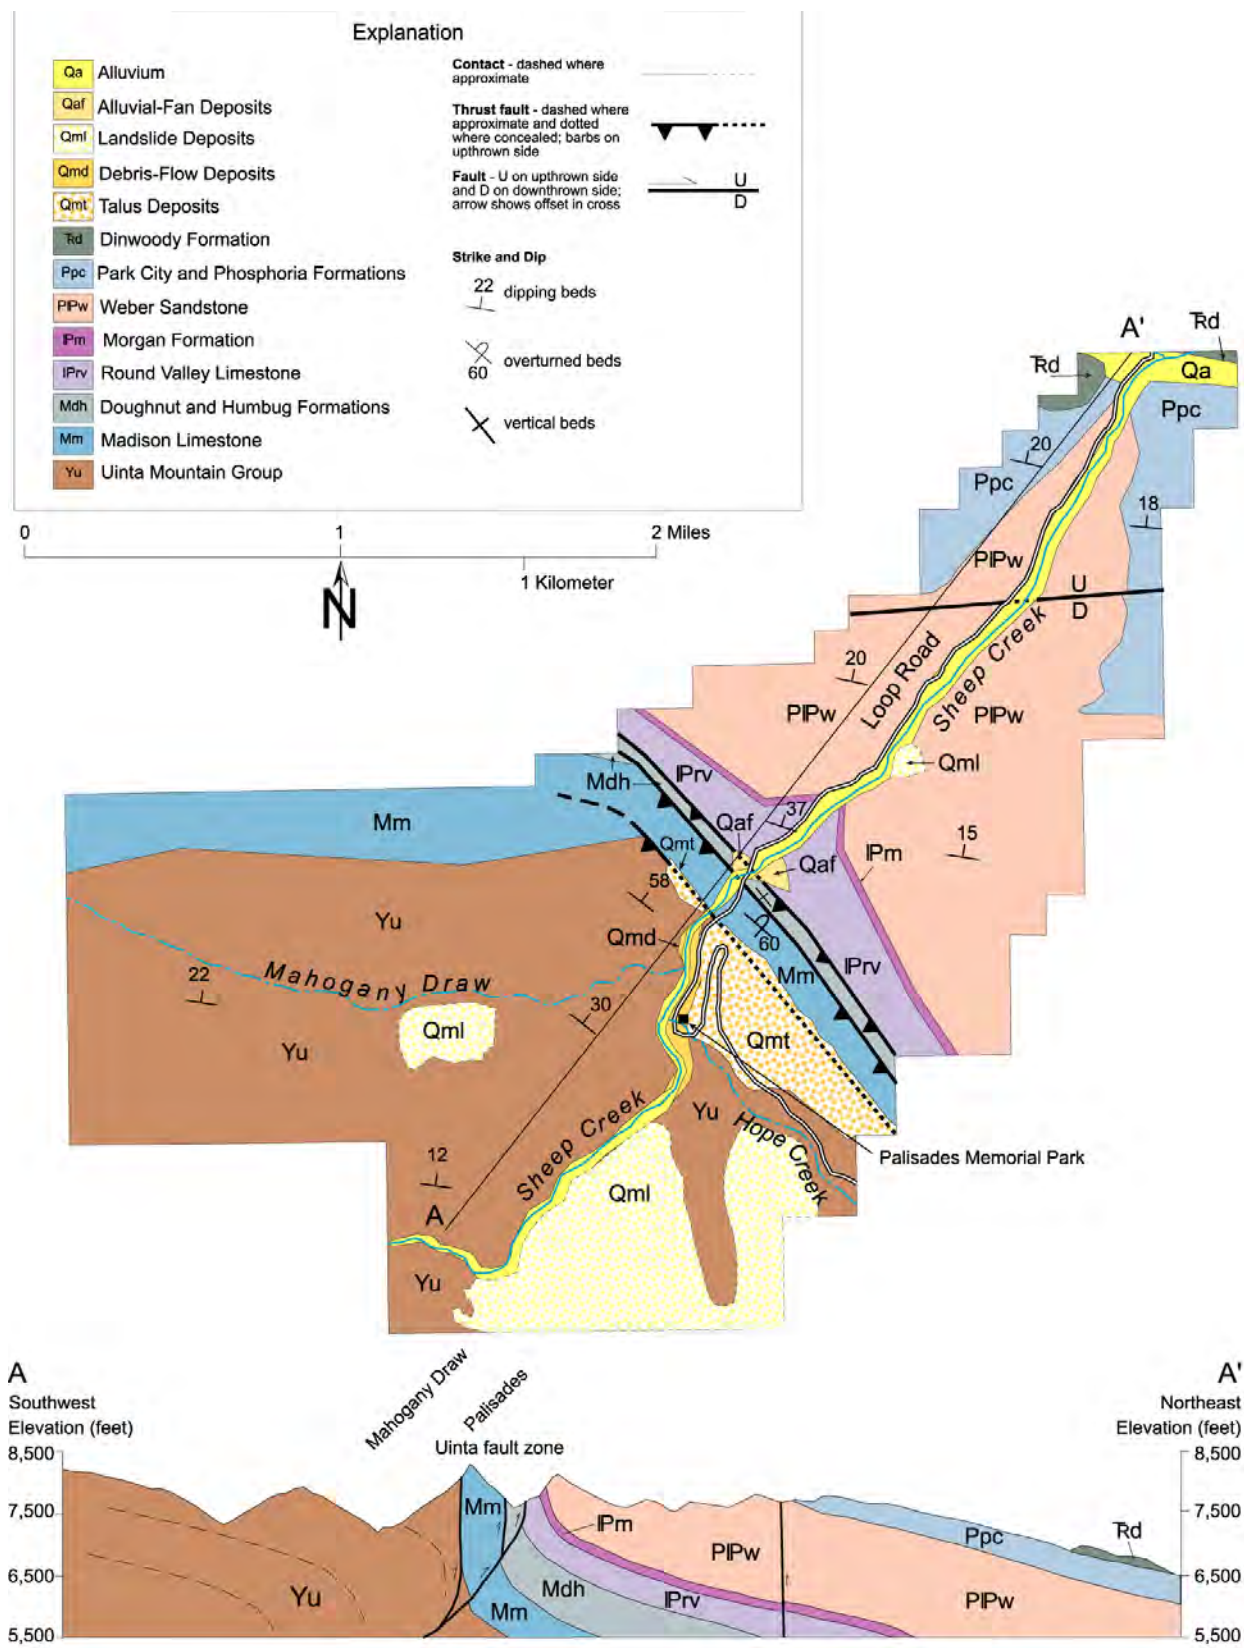 Explanation
Qa Alluvium
Qaf Alluvial-Fan Deposits
Qml Landslide Deposits
Qmd Debris-Flow Deposits
Qmt Talus Deposits
Ŧd Dinwoody Formation
Ppc Park City and Phosphoria Formations
PIPw Weber Sandstone
IPm Morgan Formation
IPrv Round Valley Limestone
Mdh Doughnut and Humbug Formations
Mm Madison Limestone
Yu Uinta Mountain Group
Contact - dashed where
approximate
Thrust fault - dashed where
approximate and dotted
where concealed; barbs on
upthrown side
Fault - U on upthrown side
and D on downthrown side;
arrow shows offset in cross
U
D
Strike and Dip
22 dipping beds
60 overturned beds
vertical beds
0 1 2 Miles
1 Kilometer
N
A'
Ŧd
Ŧd
Qa
Ppc
20
Ppc
18
PIPw
U
D
20
Loop Road
Sheep Creek
PIPw
PIPw
Qml
Mdh
IPrv
37
Mm
Qaf
Qmt
Qaf
IPm
15
58
Yu
Qmd
60
IPrv
Mm
22
Mahogany Draw
30
Qml
Qmt
Yu
Yu
Hope Creek
Sheep Creek
Palisades Memorial Park
12
Qml
A
Yu
Mahogany Draw
Palisades
Uinta fault zone
A
Southwest
Elevation (feet)
A'
Northeast
Elevation (feet)
8,500
7,500
6,500
5,500
8,500
7,500
6,500
5,500
Mm
IPm
PIPw
Ppc
Ŧd
Yu
Mdh
Mm
IPrv
PIPw